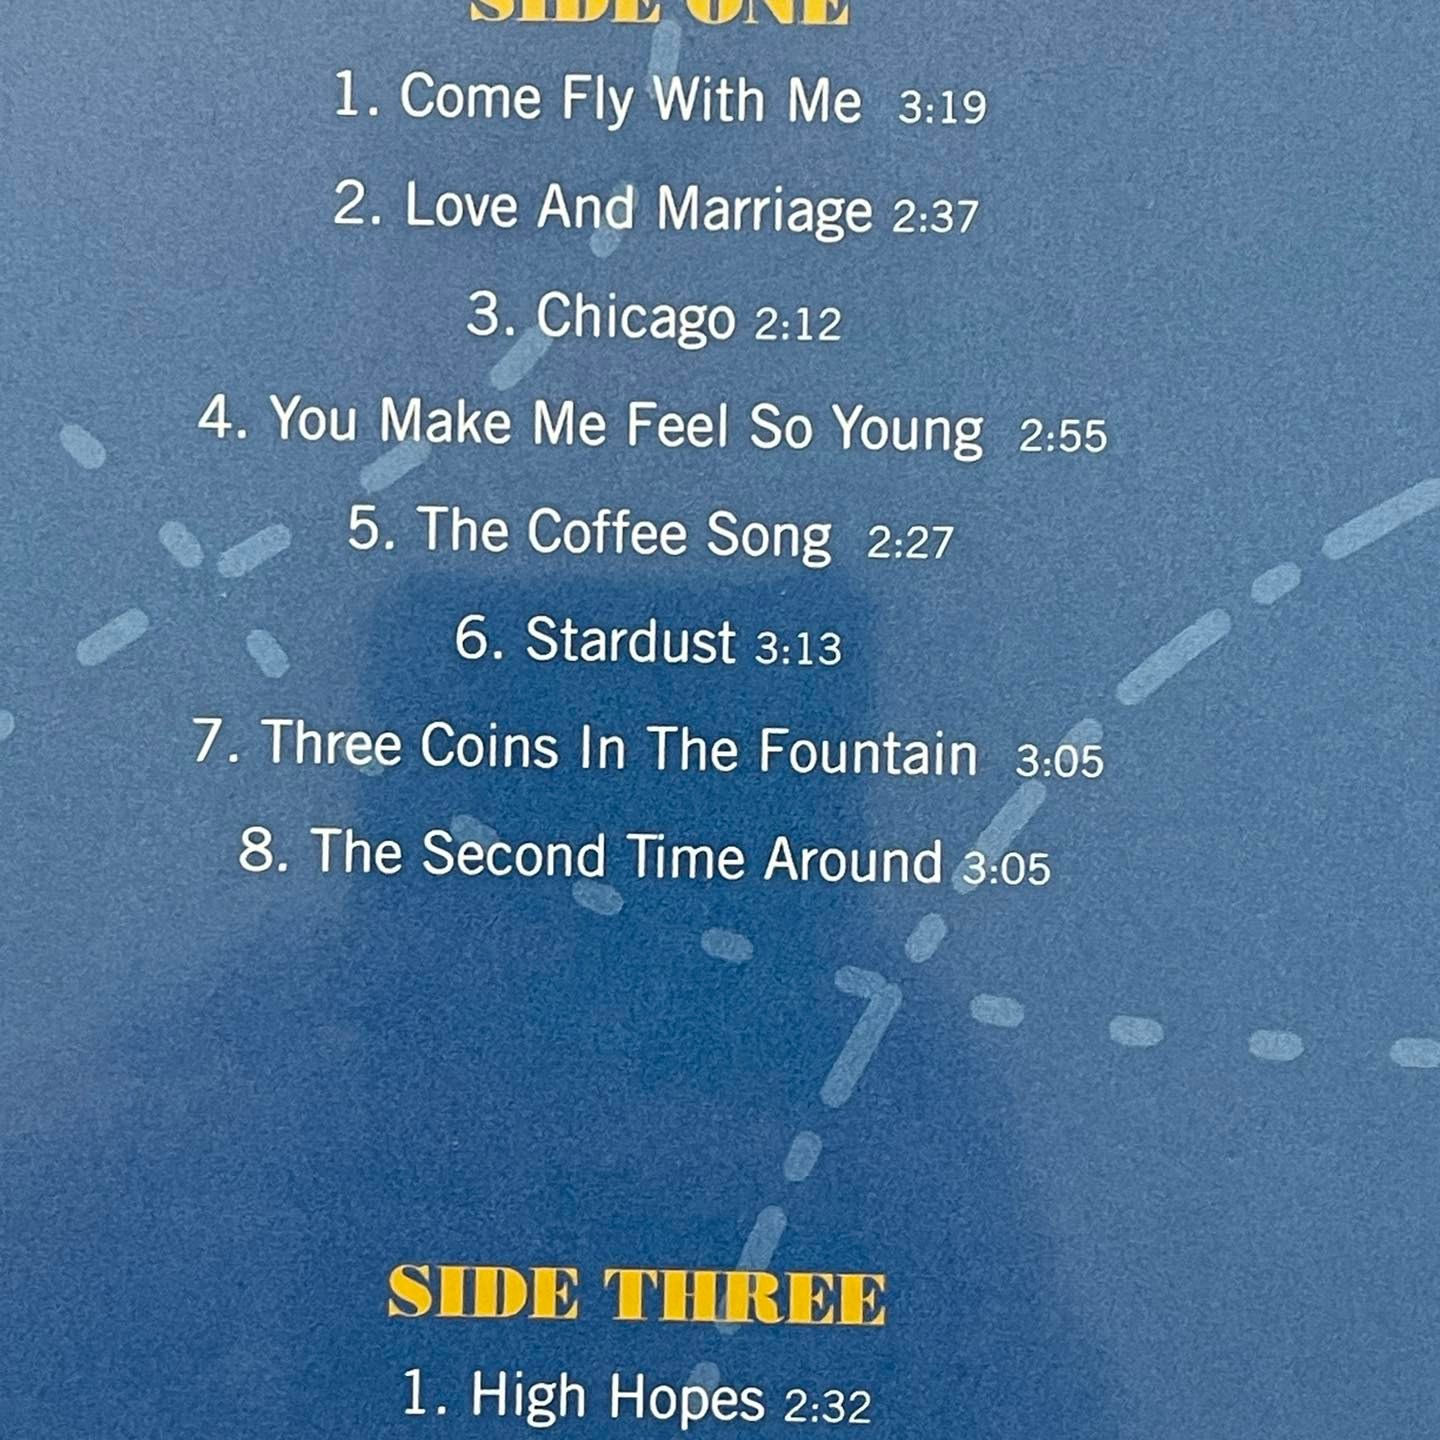 SIDE ONE
1. Come Fly With Me 3:19
2. Love And Marriage 2:37
3. Chicago 2:12
4. You Make Me Feel So Young 2:55
5. The Coffee Song 2:27
6. Stardust 3:13
7. Three Coins In The Fountain 3:05
8. The Second Time Around 3:05
SIDE THREE
1. High Hopes 2:32